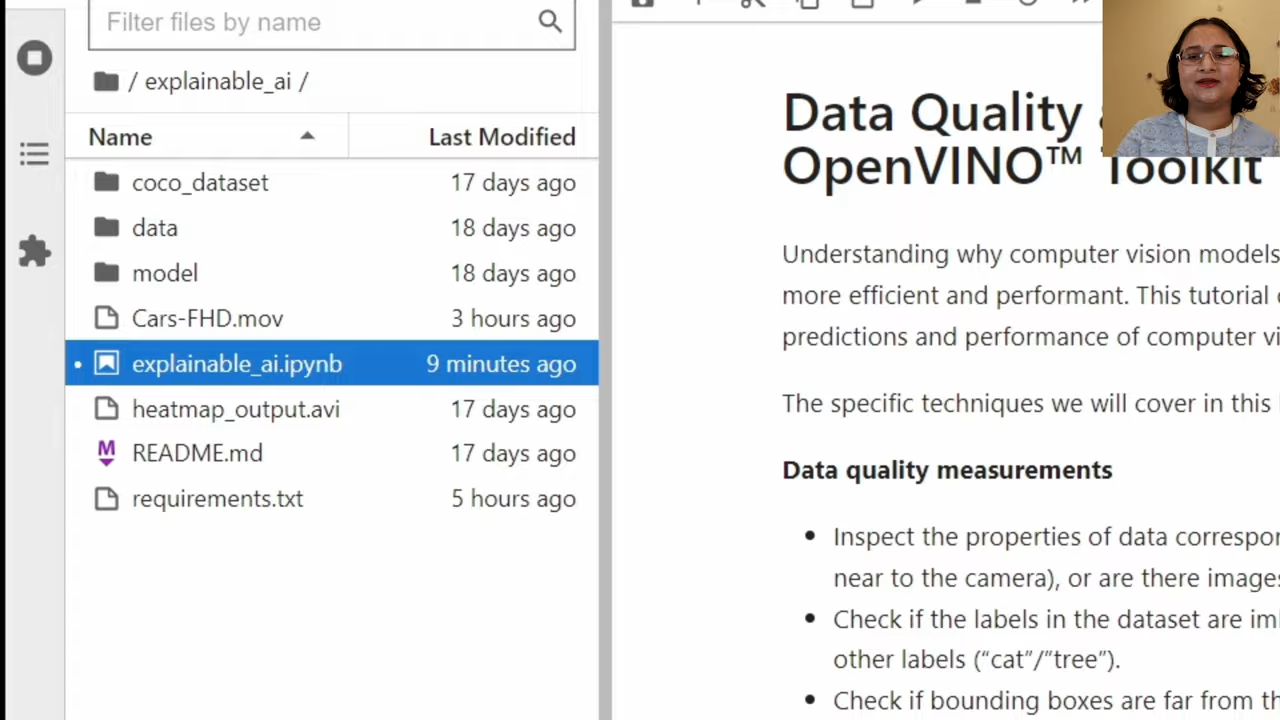 Filter files by name
/ explainable_ai /
Name Last Modified
coco_dataset 17 days ago
data 18 days ago
model 18 days ago
Cars-FHD.mov 3 hours ago
explainable_ai.ipynb 9 minutes ago
heatmap_output.avi 17 days ago
README.md 17 days ago
requirements.txt 5 hours ago
Data Quality
OpenVINO™ Toolkit
Understanding why computer vision models
more efficient and performant. This tutorial
predictions and performance of computer vi
The specific techniques we will cover in this
Data quality measurements
Inspect the properties of data correspor
near to the camera), or are there images
Check if the labels in the dataset are im
other labels (“cat”/”tree”).
Check if bounding boxes are far from th